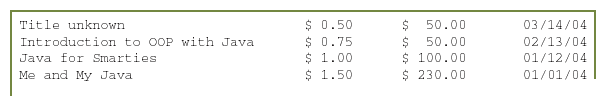 Title unknown $ 0.50 $ 50.00 03/14/04
Introduction to OOP with Java $ 0.75 $ 50.00 02/13/04
Java for Smarties $ 1.00 $ 100.00 01/12/04
Me and My Java $ 1.50 $ 230.00 01/01/04